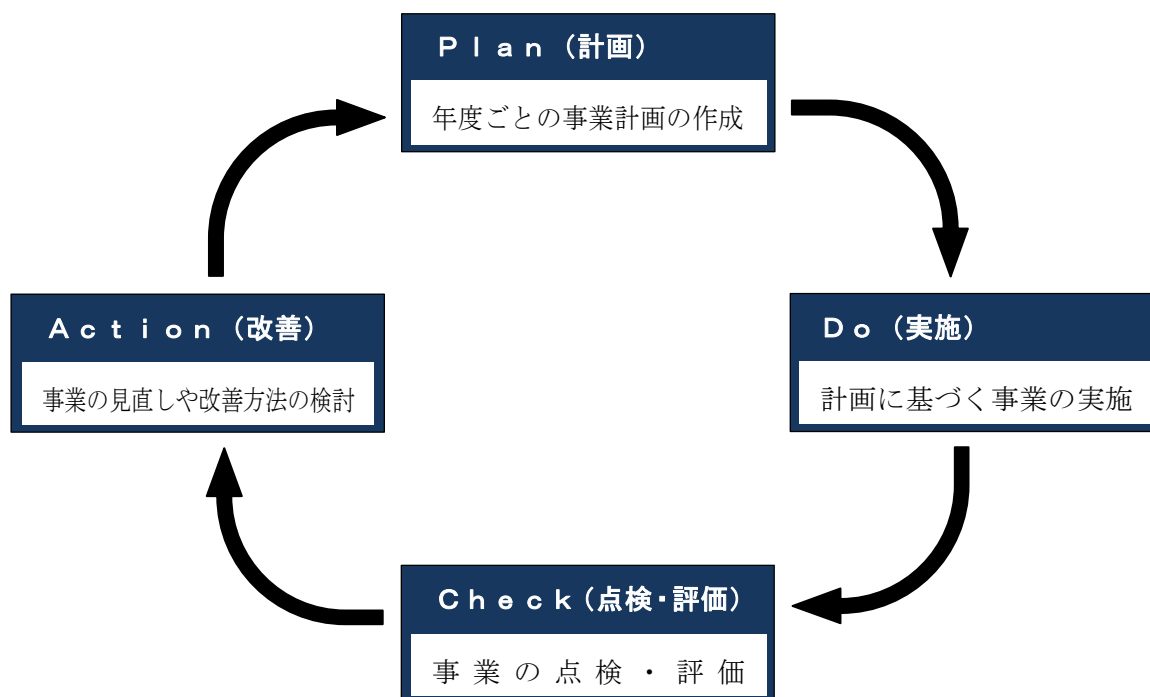 Ｐｌａｎ（計画）
年度ごとの事業計画の作成
Ａｃｔｉｏｎ（改善）
事業の見直しや改善方法の検討
Ｄｏ（実施）
計画に基づく事業の実施
Ｃｈｅｃｋ（点検・評価）
事業の点検・評価